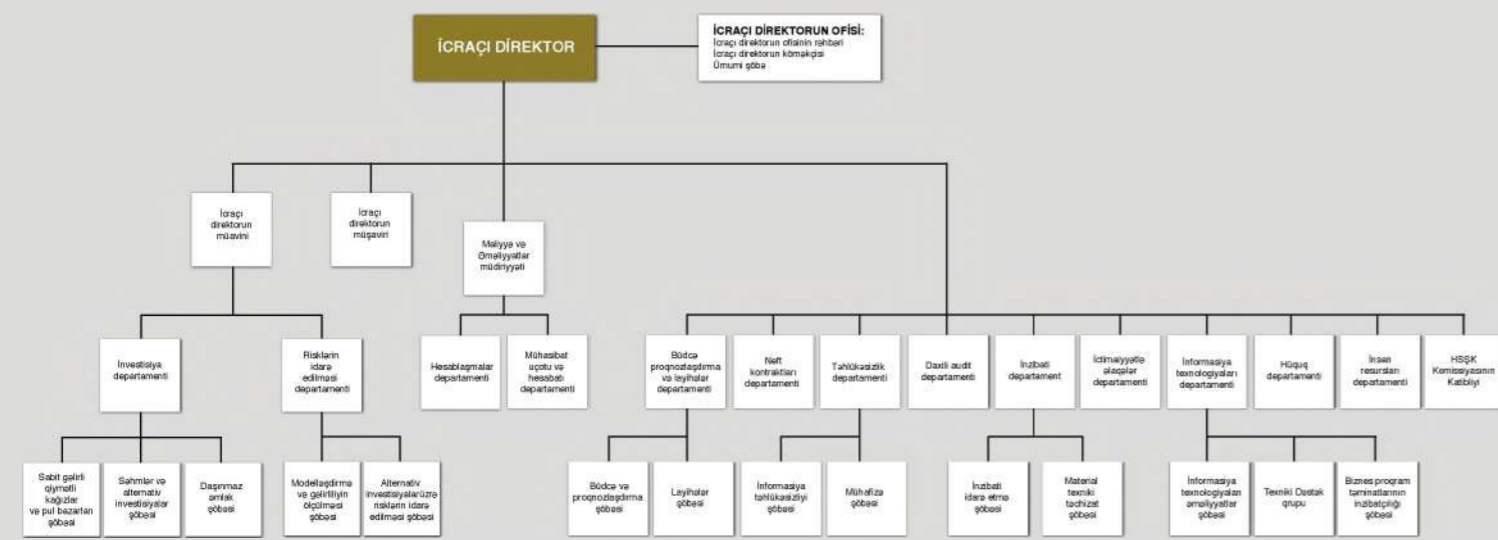 İCRAÇI DİREKTOR
İCRAÇI DİREKTORUN OFİSİ:
İcraçı direktorun ofisinin rəhbəri
İcraçı direktorun köməkçisi
Ümumi şöbə
İcraçı
direktorun
müavini
İcraçı
direktorun
müşaviri
Maliyyə və
Əməliyyatlar
müdiriyyəti
İnvestisiya
departamenti
Risklərin
idarə
edilməsi
departamenti
Hesablaşmalar
departamenti
Mühasibat
uçotu və
hesabatı
departamenti
Büdcə
proqnozlaşdırma
və layihələr
departamenti
Neft
kontraktları
departamenti
Təhlükəsizlik
departamenti
Daxili audit
departamenti
İnzibati
departament
İctimaiyyətlə
əlaqələr
departamenti
İnformasiya
texnologiyaları
departamenti
Hüquq
departamenti
İnsan
resursları
departamenti
HSŞK
Komissiyasının
Katibliyi
Sabit gəlirli
qiymətli
kağızlar
və pul bazarları
şöbəsi
Səhmlər və
alternativ
investisiyalar
şöbəsi
Daşınmaz
əmlak
şöbəsi
Modelləşdirmə
və gəlirliliyin
ölçülməsi
şöbəsi
Alternativ
investisiyalar üzrə
risklərin idarə
edilməsi şöbəsi
Büdcə və
proqnozlaşdırma
şöbəsi
Layihələr
şöbəsi
İnformasiya
təhlükəsizliyi
şöbəsi
Mühafizə
şöbəsi
İnzibati
idarə etmə
şöbəsi
Material
texniki
təchizat
şöbəsi
İnformasiya
texnologiyaları
əməliyyatlar
şöbəsi
Texniki Dəstək
qrupu
Biznes proqram
təminatlarının
inzibatçılığı
şöbəsi